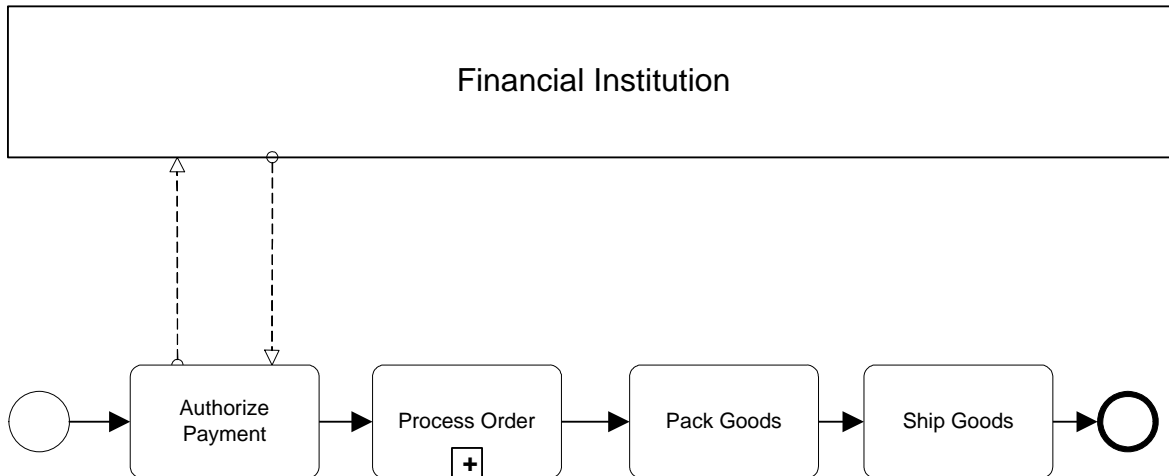 Financial Institution
Authorize
Payment
Process Order
Pack Goods
Ship Goods